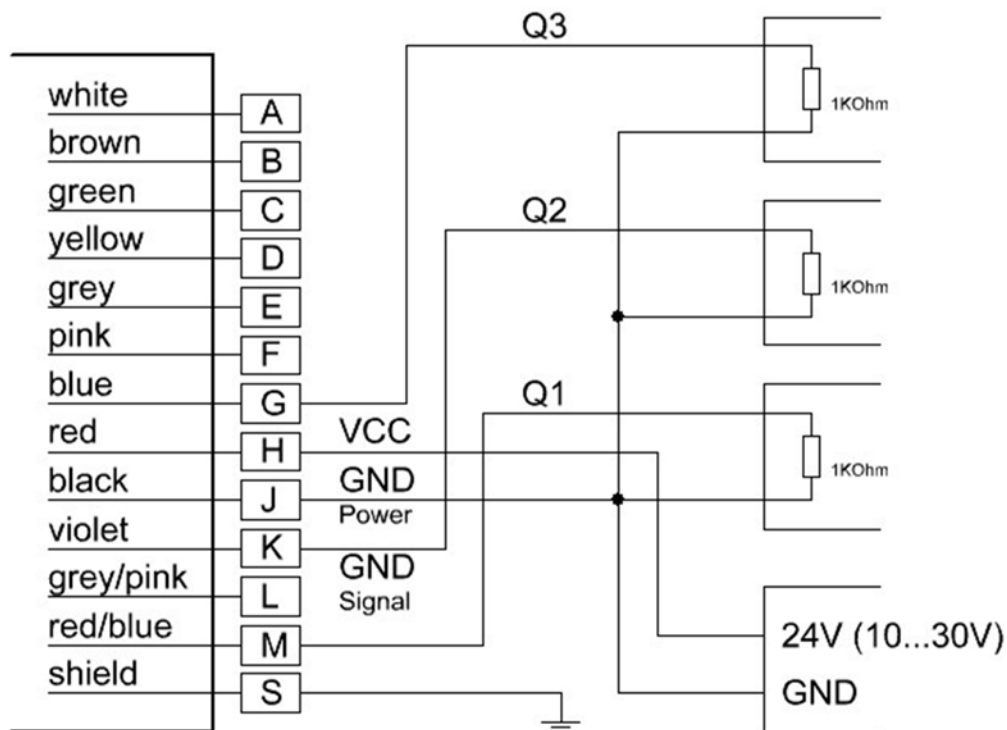 Q3
1KOhm
white
A
brown
B
green
C
Q2
yellow
D
1KOhm
grey
E
pink
F
blue
G
Q1
red
H
VCC
1KOhm
black
J
GND
Power
violet
K
GND
Signal
grey/pink
L
red/blue
M
24V (10...30V)
shield
S
GND